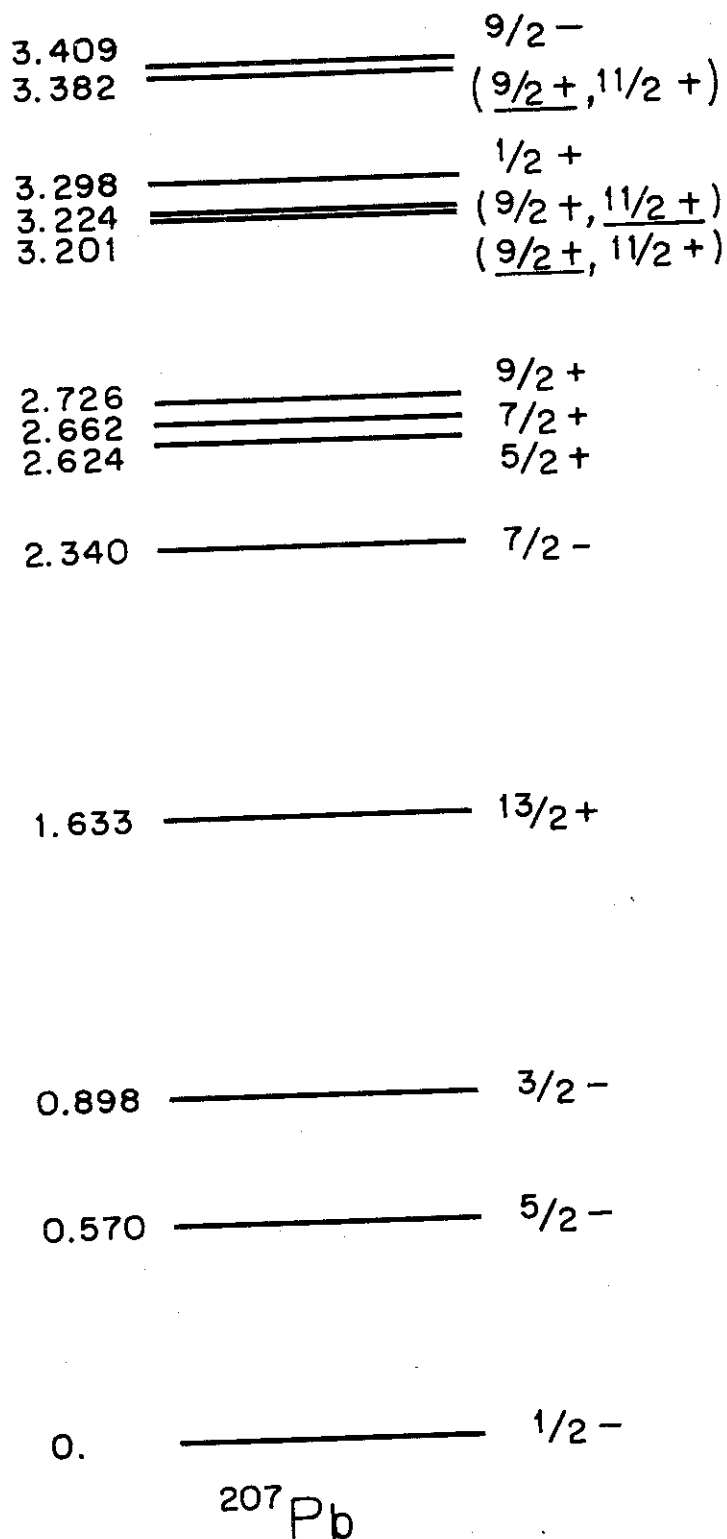 3.409 9/2 −
3.382 (9/2 +, 11/2 +)
3.298 1/2 +
3.224 (9/2 +, 11/2 +)
3.201 (9/2 +, 11/2 +)
2.726 9/2 +
2.662 7/2 +
2.624 5/2 +
2.340 7/2 −
1.633 13/2 +
0.898 3/2 −
0.570 5/2 −
0. 1/2 −
²⁰⁷Pb